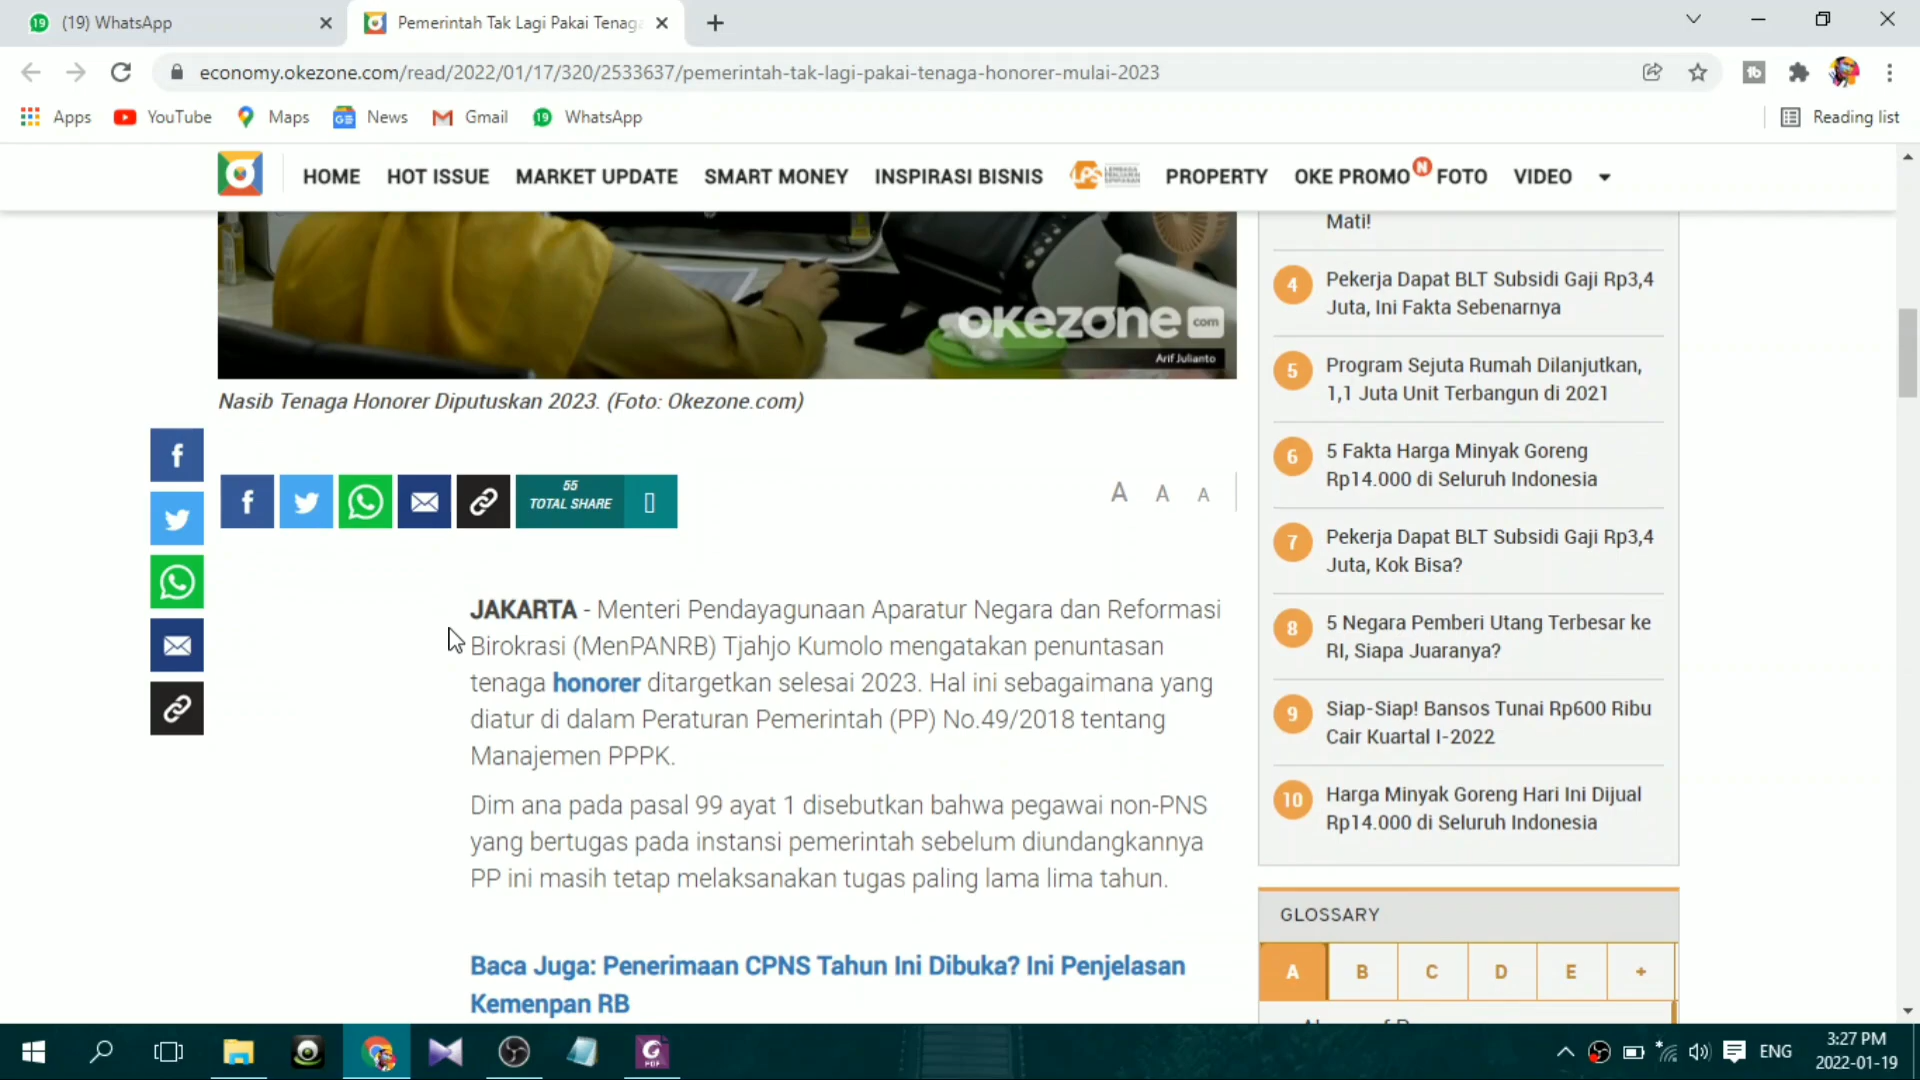 (19) WhatsApp
Pemerintah Tak Lagi Pakai Tenag
economy.okezone.com/read/2022/01/17/320/2533637/pemerintah-tak-lagi-pakai-tenaga-honorer-mulai-2023
Apps YouTube Maps News Gmail WhatsApp Reading list
HOME HOT ISSUE MARKET UPDATE SMART MONEY INSPIRASI BISNIS LPS PROPERTY OKE PROMO N FOTO VIDEO
okezone com
Arif Julianto
Nasib Tenaga Honorer Diputuskan 2023. (Foto: Okezone.com)
55
TOTAL SHARE
A A A
JAKARTA - Menteri Pendayagunaan Aparatur Negara dan Reformasi
Birokrasi (MenPANRB) Tjahjo Kumolo mengatakan penuntasan
tenaga honorer ditargetkan selesai 2023. Hal ini sebagaimana yang
diatur di dalam Peraturan Pemerintah (PP) No.49/2018 tentang
Manajemen PPPK.
Dim ana pada pasal 99 ayat 1 disebutkan bahwa pegawai non-PNS
yang bertugas pada instansi pemerintah sebelum diundangkannya
PP ini masih tetap melaksanakan tugas paling lama lima tahun.
Baca Juga: Penerimaan CPNS Tahun Ini Dibuka? Ini Penjelasan
Kemenpan RB
Mati!
4 Pekerja Dapat BLT Subsidi Gaji Rp3,4
Juta, Ini Fakta Sebenarnya
5 Program Sejuta Rumah Dilanjutkan,
1,1 Juta Unit Terbangun di 2021
6 5 Fakta Harga Minyak Goreng
Rp14.000 di Seluruh Indonesia
7 Pekerja Dapat BLT Subsidi Gaji Rp3,4
Juta, Kok Bisa?
8 5 Negara Pemberi Utang Terbesar ke
RI, Siapa Juaranya?
9 Siap-Siap! Bansos Tunai Rp600 Ribu
Cair Kuartal I-2022
10 Harga Minyak Goreng Hari Ini Dijual
Rp14.000 di Seluruh Indonesia
GLOSSARY
A B C D E +
ENG
3:27 PM
2022-01-19